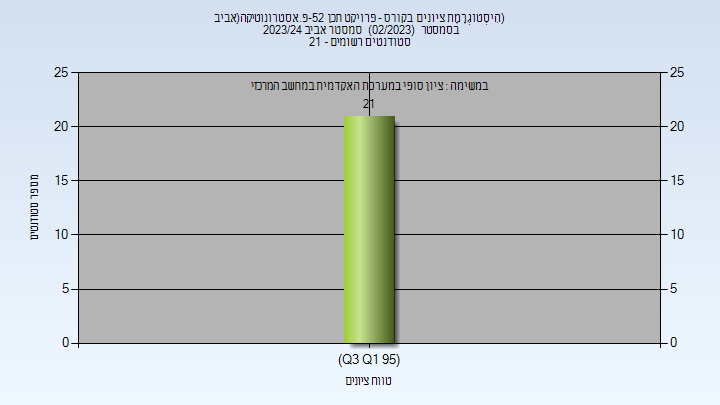 (הִיסְטוֹגְרָמַת ציונים בקורס - פרויקט תכן 52-פ.אסטרונוטיקה(אביב
בסמסטר (02/2023) סמסטר אביב 2023/24
סטודנטים רשומים - 21
במשימה : ציון סופי במערכת האקדמית במחשב המרכזי
21
25
20
15
10
5
0
25
20
15
10
5
0
מספר סטודנטים
(Q3 Q1 95)
טווח ציונים